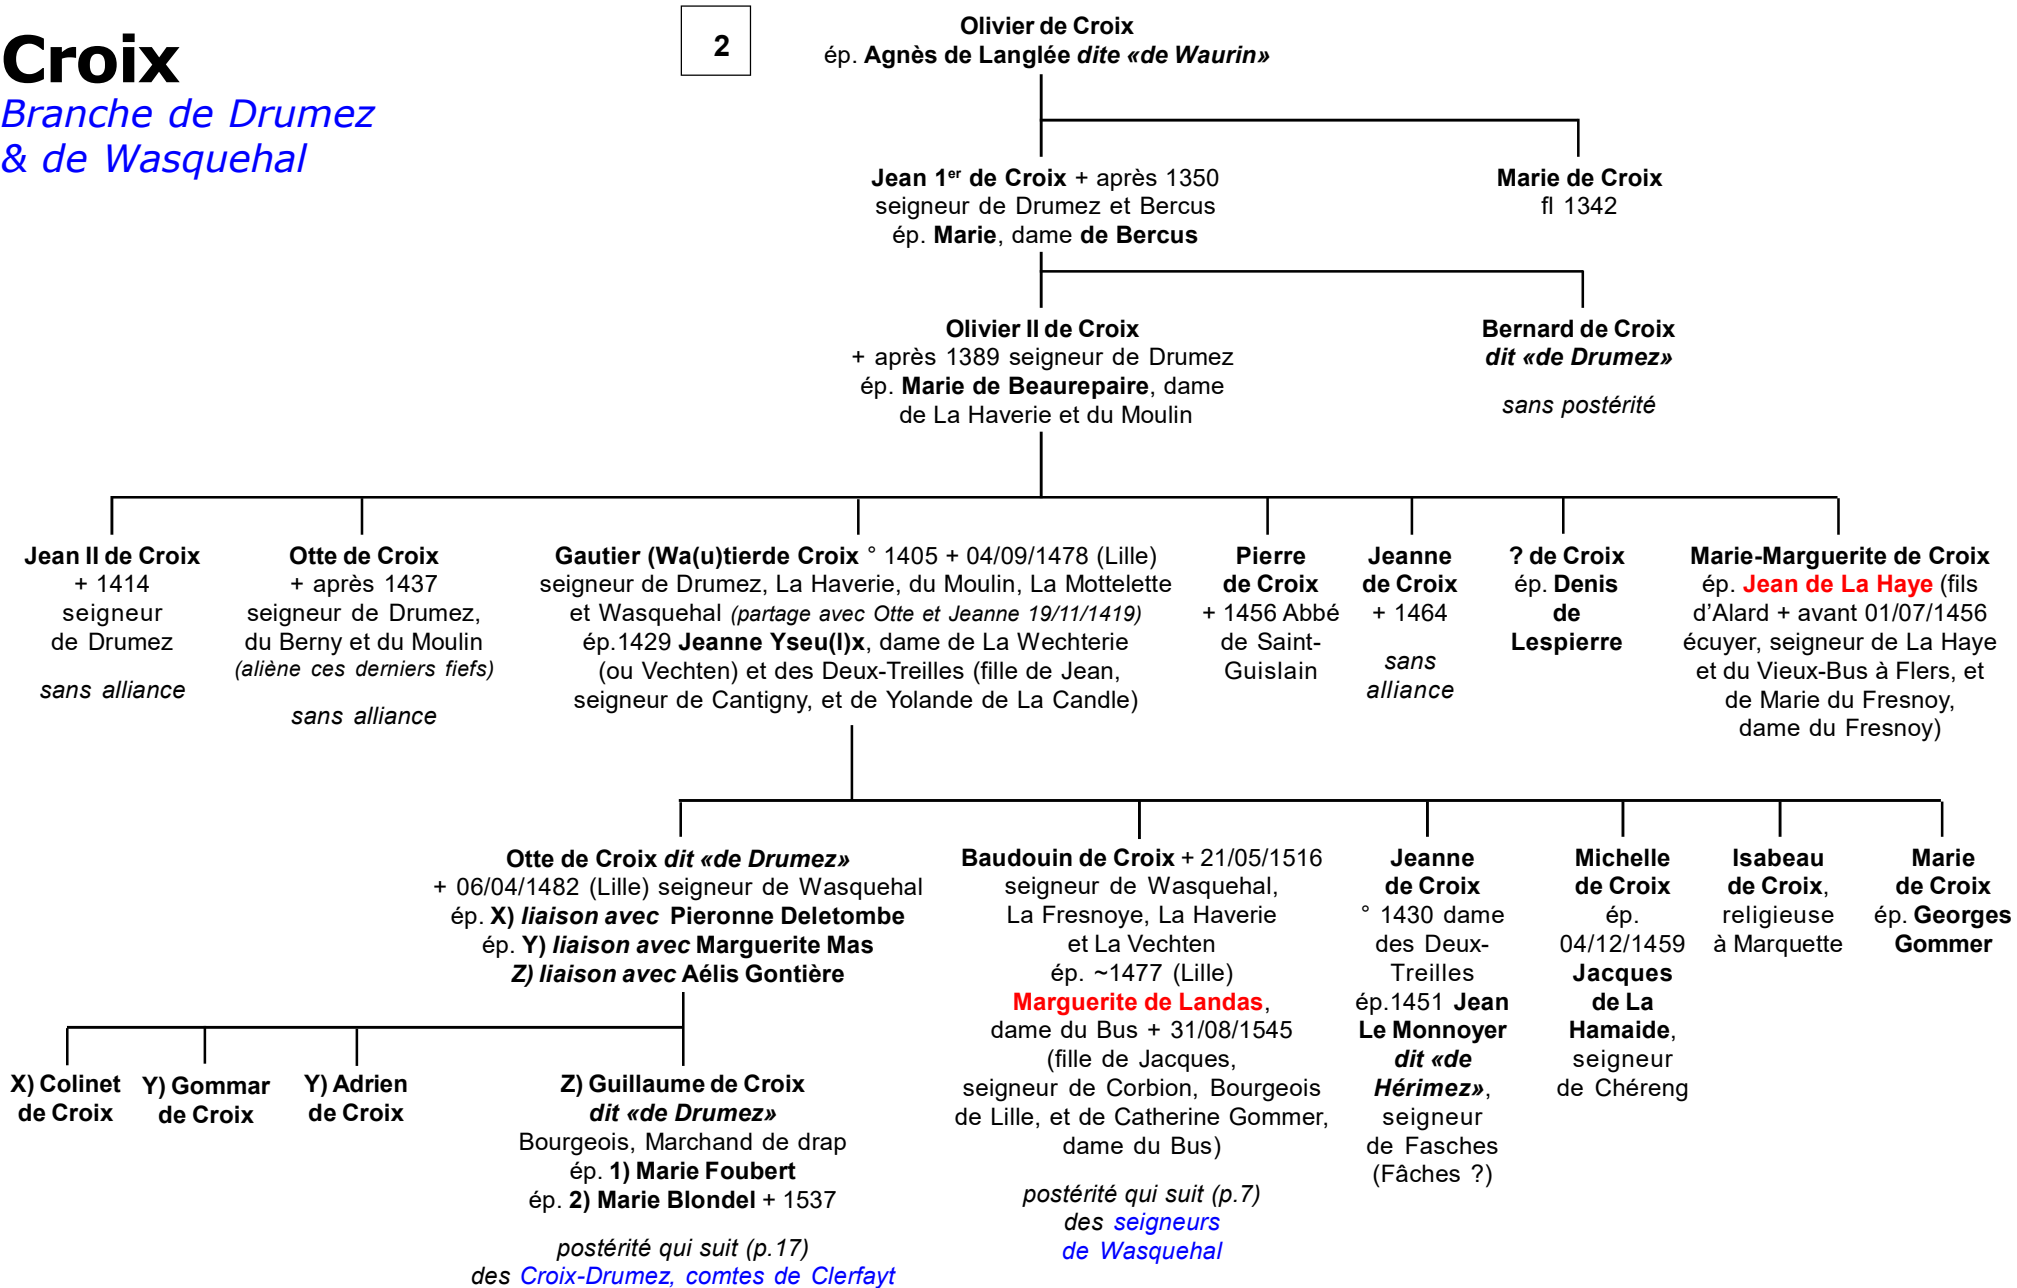 Croix
Branche de Drumez
& de Wasquehal
2
Olivier de Croix
ép. Agnès de Langlée dite «de Waurin»
Jean 1er de Croix + après 1350
seigneur de Drumez et Bercus
ép. Marie, dame de Bercus
Marie de Croix
fl 1342
Olivier II de Croix
+ après 1389 seigneur de Drumez
ép. Marie de Beaurepaire, dame
de La Haverie et du Moulin
Bernard de Croix
dit «de Drumez»
sans postérité
Jean II de Croix
+ 1414
seigneur
de Drumez
sans alliance
Otte de Croix
+ après 1437
seigneur de Drumez,
du Berny et du Moulin
(aliène ces derniers fiefs)
sans alliance
Gautier (Wa(u)tierde Croix ° 1405 + 04/09/1478 (Lille)
seigneur de Drumez, La Haverie, du Moulin, La Mottelette
et Wasquehal (partage avec Otte et Jeanne 19/11/1419)
ép.1429 Jeanne Yseu(l)x, dame de La Wechterie
(ou Vechten) et des Deux-Treilles (fille de Jean,
seigneur de Cantigny, et de Yolande de La Candle)
Pierre
de Croix
+ 1456 Abbé
de Saint-
Guislain
Jeanne
de Croix
+ 1464
sans
alliance
? de Croix
ép. Denis
de
Lespierre
Marie-Marguerite de Croix
ép. Jean de La Haye (fils
d'Alard + avant 01/07/1456
écuyer, seigneur de La Haye
et du Vieux-Bus à Flers, et
de Marie du Fresnoy,
dame du Fresnoy)
Otte de Croix dit «de Drumez»
+ 06/04/1482 (Lille) seigneur de Wasquehal
ép. X) liaison avec Pieronne Deletombe
ép. Y) liaison avec Marguerite Mas
Z) liaison avec Aélis Gontière
Baudouin de Croix + 21/05/1516
seigneur de Wasquehal,
La Fresnoye, La Haverie
et La Vechten
ép. ~1477 (Lille)
Marguerite de Landas,
dame du Bus + 31/08/1545
(fille de Jacques,
seigneur de Corbion, Bourgeois
de Lille, et de Catherine Gommer,
dame du Bus)
postérité qui suit (p.7)
des seigneurs
de Wasquehal
Jeanne
de Croix
° 1430 dame
des Deux-
Treilles
ép.1451 Jean
Le Monnoyer
dit «de
Hérimez»,
seigneur
de Fasches
(Fâches ?)
Michelle
de Croix
ép.
04/12/1459
Jacques
de La
Hamaide,
seigneur
de Chéreng
Isabeau
de Croix,
religieuse
à Marquette
Marie
de Croix
ép. Georges
Gommer
X) Colinet
de Croix
Y) Gommar
de Croix
Y) Adrien
de Croix
Z) Guillaume de Croix
dit «de Drumez»
Bourgeois, Marchand de drap
ép. 1) Marie Foubert
ép. 2) Marie Blondel + 1537
postérité qui suit (p.17)
des Croix-Drumez, comtes de Clerfayt